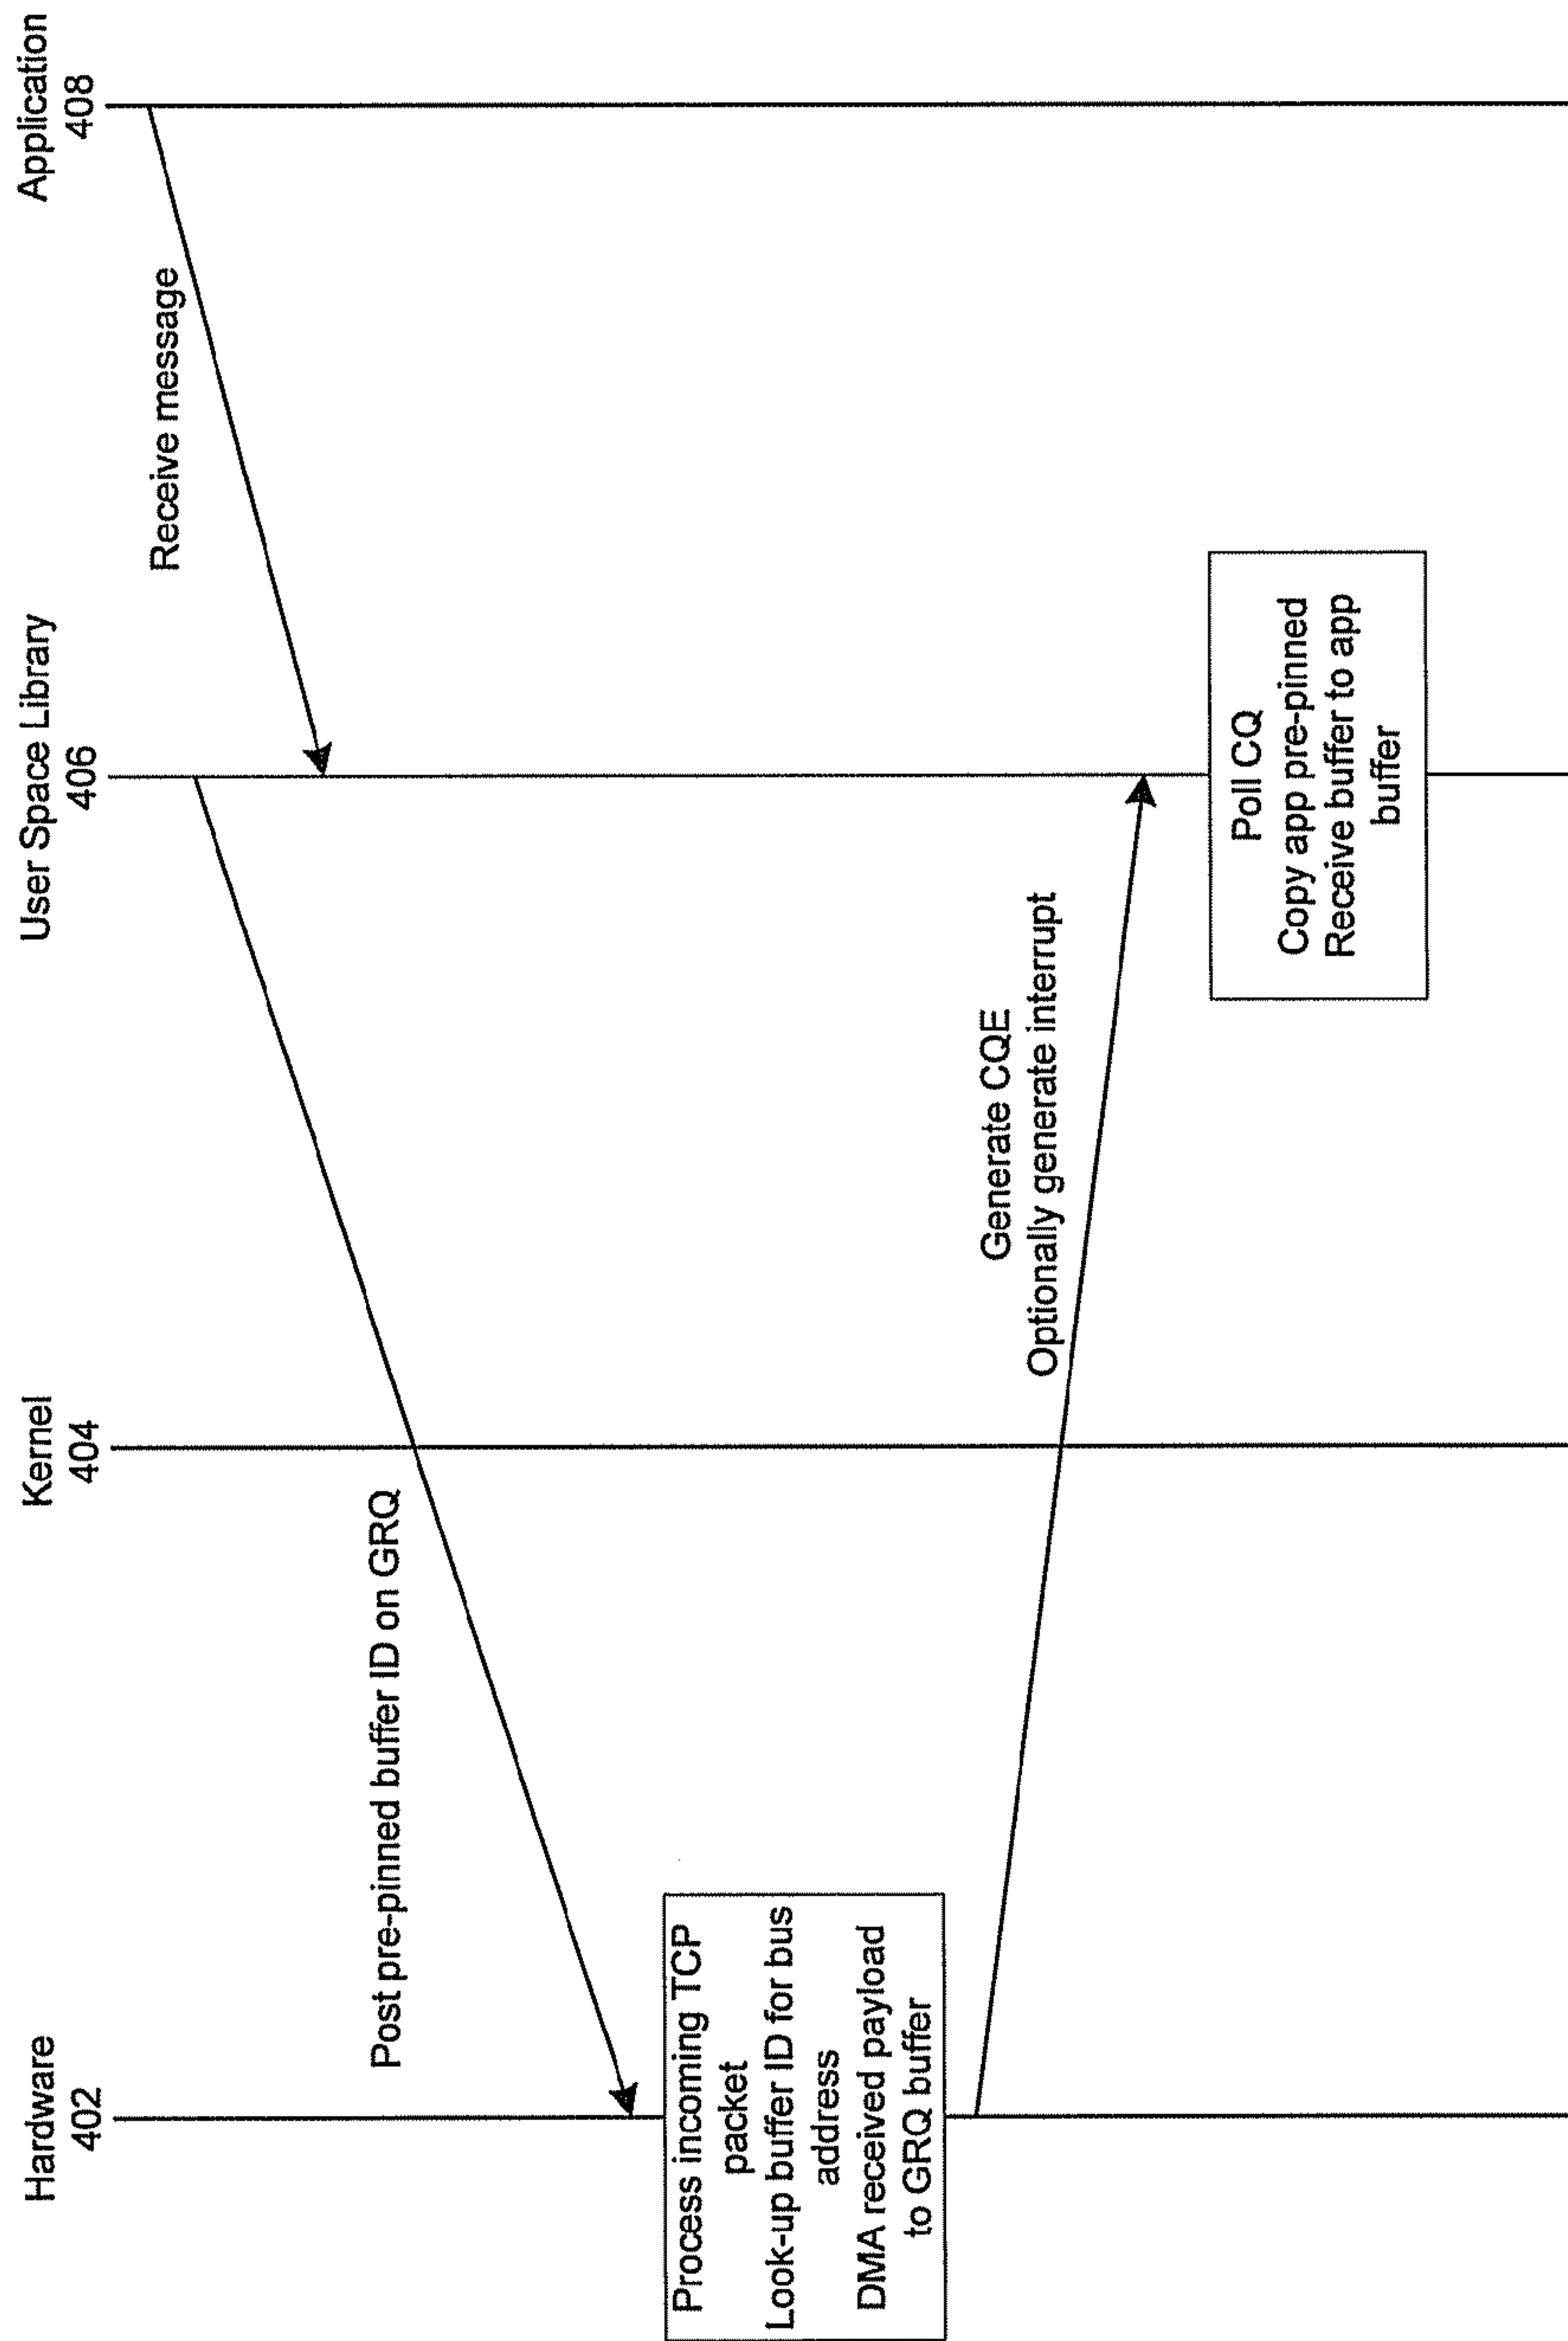 Hardware
402
Kernel
404
User Space Library
406
Application
408
Receive message
Post pre-pinned buffer ID on GRQ
Process incoming TCP
packet
Look-up buffer ID for bus
address
DMA received payload
to GRQ buffer
Generate CQE
Optionally generate interrupt
Poll CQ
Copy app pre-pinned
Receive buffer to app
buffer